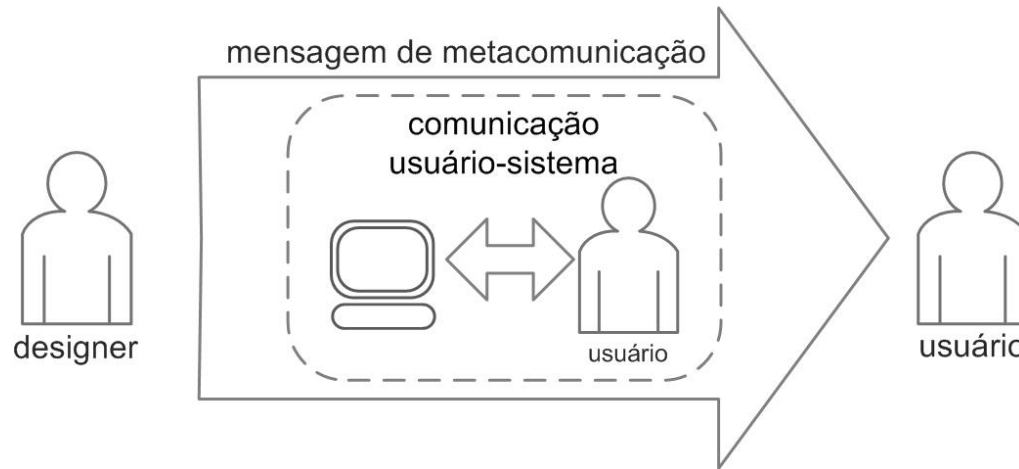 mensagem de metacomunicação
comunicação
usuário-sistema
designer
usuário
usuário